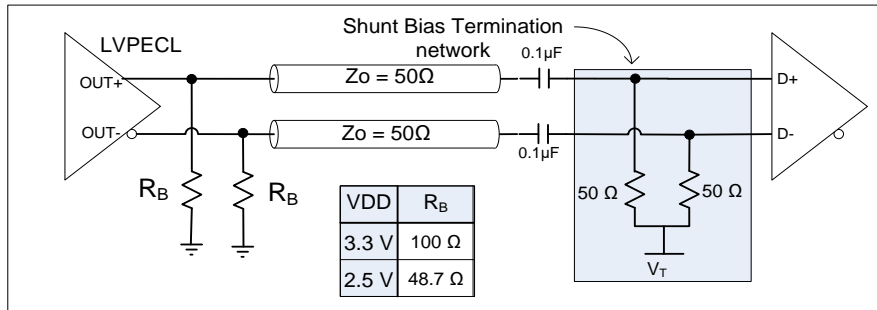 Shunt Bias Termination
network
LVPECL
0.1µF
OUT+
Zo = 50Ω
D+
OUT-
Zo = 50Ω
D-
0.1µF
RB
RB
50 Ω
50 Ω
VT
VDD RB
3.3 V 100 Ω
2.5 V 48.7 Ω